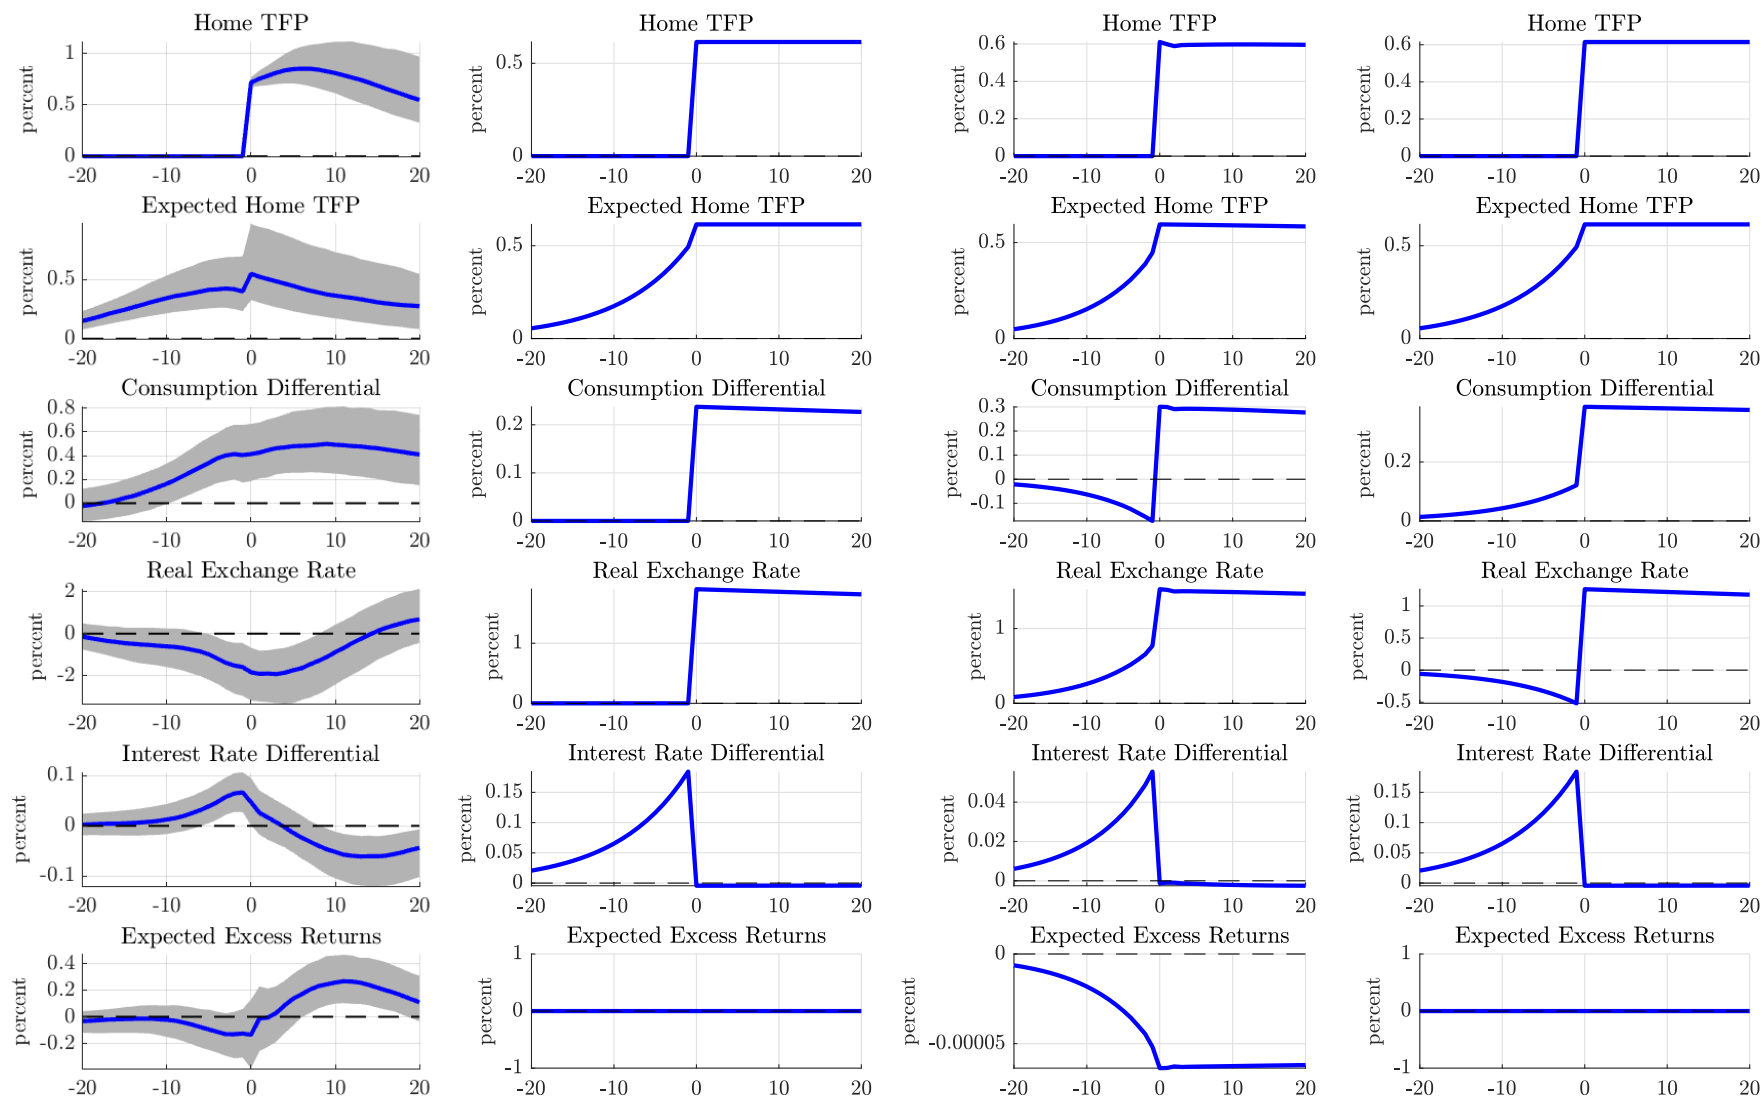 Home TFP
percent
1
0.5
0
-20 -10 0 10 20
Home TFP
percent
0.5
0
-20 -10 0 10 20
Home TFP
percent
0.6
0.4
0.2
0
-20 -10 0 10 20
Home TFP
percent
0.6
0.4
0.2
0
-20 -10 0 10 20
Expected Home TFP
percent
0.5
0
-20 -10 0 10 20
Expected Home TFP
percent
0.5
0
-20 -10 0 10 20
Expected Home TFP
percent
0.5
0
-20 -10 0 10 20
Expected Home TFP
percent
0.5
0
-20 -10 0 10 20
Consumption Differential
percent
0.8
0.6
0.4
0.2
0
-20 -10 0 10 20
Consumption Differential
percent
0.2
0.1
0
-20 -10 0 10 20
Consumption Differential
percent
0.3
0.2
0.1
0
-0.1
-20 -10 0 10 20
Consumption Differential
percent
0.2
0
-20 -10 0 10 20
Real Exchange Rate
percent
2
0
-2
-20 -10 0 10 20
Real Exchange Rate
percent
1
0
-20 -10 0 10 20
Real Exchange Rate
percent
1
0
-20 -10 0 10 20
Real Exchange Rate
percent
1
0.5
0
-0.5
-20 -10 0 10 20
Interest Rate Differential
percent
0.1
0
-0.1
-20 -10 0 10 20
Interest Rate Differential
percent
0.15
0.1
0.05
0
-20 -10 0 10 20
Interest Rate Differential
percent
0.04
0.02
0
-20 -10 0 10 20
Interest Rate Differential
percent
0.15
0.1
0.05
0
-20 -10 0 10 20
Expected Excess Returns
percent
0.4
0.2
0
-0.2
-20 -10 0 10 20
Expected Excess Returns
percent
1
0
-1
-20 -10 0 10 20
Expected Excess Returns
percent
0
-0.00005
-20 -10 0 10 20
Expected Excess Returns
percent
1
0
-1
-20 -10 0 10 20